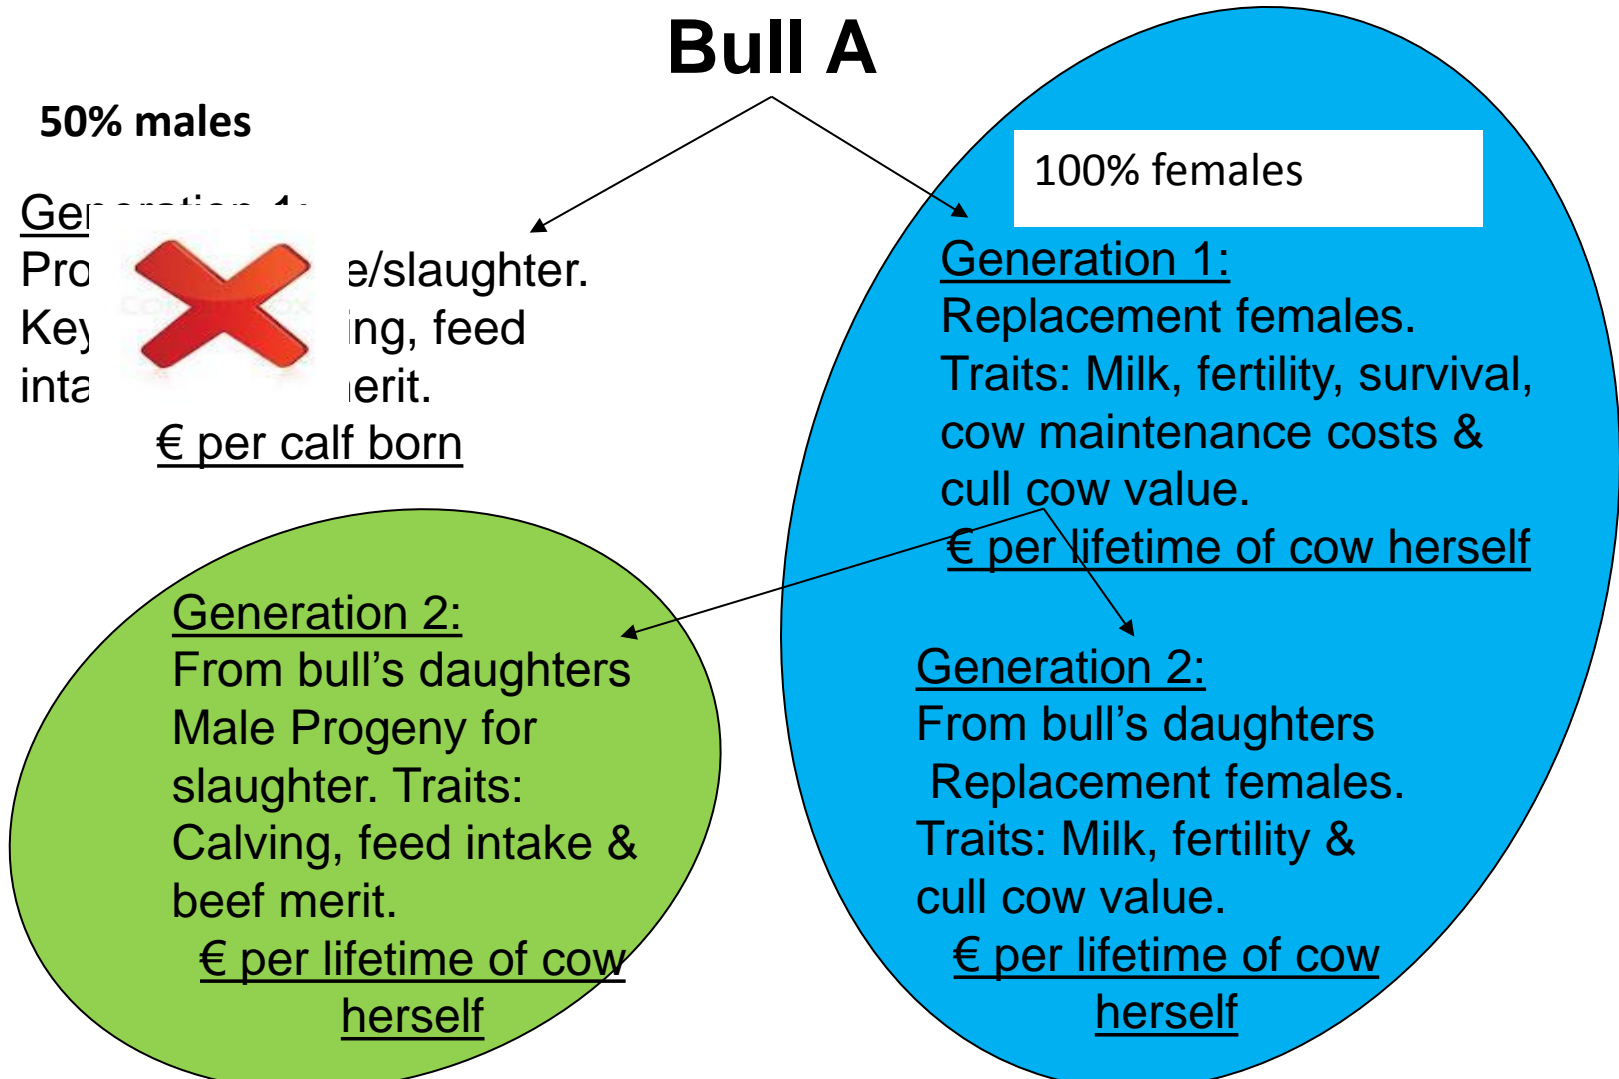 Bull A
50% males
e/slaughter.
ing, feed
€ per calf born
100% females
Generation 1:
Replacement females.
Traits: Milk, fertility, survival,
cow maintenance costs &
cull cow value.
€ per lifetime of cow herself
Generation 2:
From bull’s daughters
Male Progeny for
slaughter. Traits:
Calving, feed intake &
beef merit.
€ per lifetime of cow
herself
Generation 2:
From bull’s daughters
Replacement females.
Traits: Milk, fertility &
cull cow value.
€ per lifetime of cow
herself